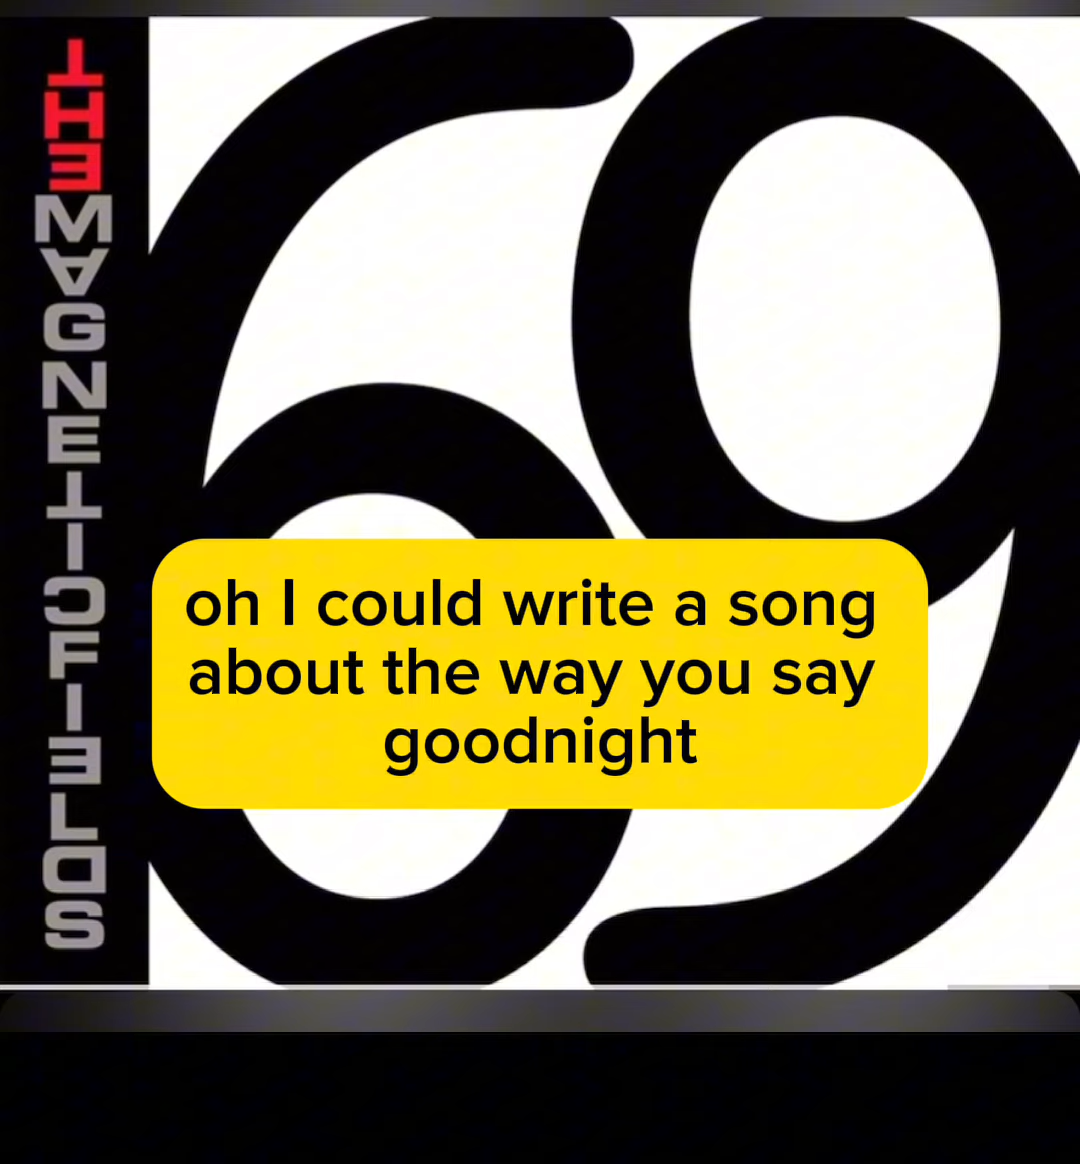 THE MAGNETIC FIELDS
69
oh I could write a song
about the way you say
goodnight